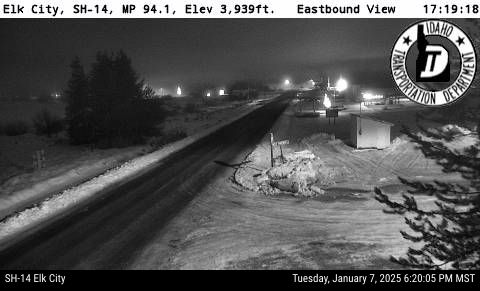 Elk City, SH-14, MP 94.1, Elev 3,939ft. Eastbound View 17:19:18
IDAHO
TRANSPORTATION DEPARTMENT
SH-14 Elk City Tuesday, January 7, 2025 6:20:05 PM MST